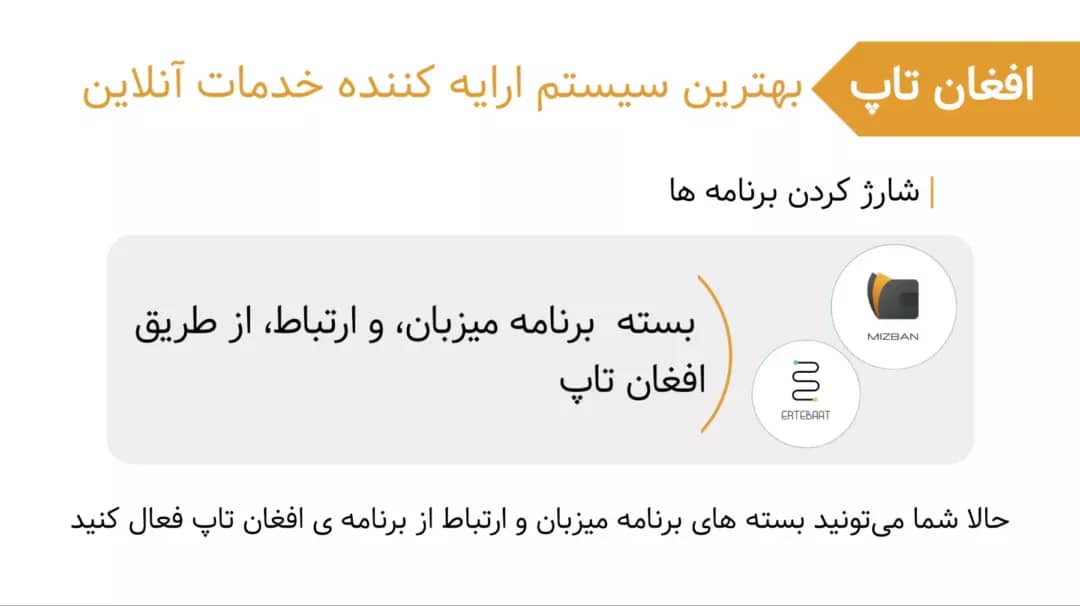 افغان تاپ
بهترین سیستم ارایه کننده خدمات آنلاین
شارژ کردن برنامه ها
MIZBAN
بسته برنامه میزبان، و ارتباط، از طریق
افغان تاپ
ERTEBAAT
حالا شما می‌تونید بسته های برنامه میزبان و ارتباط از برنامه ی افغان تاپ فعال کنید